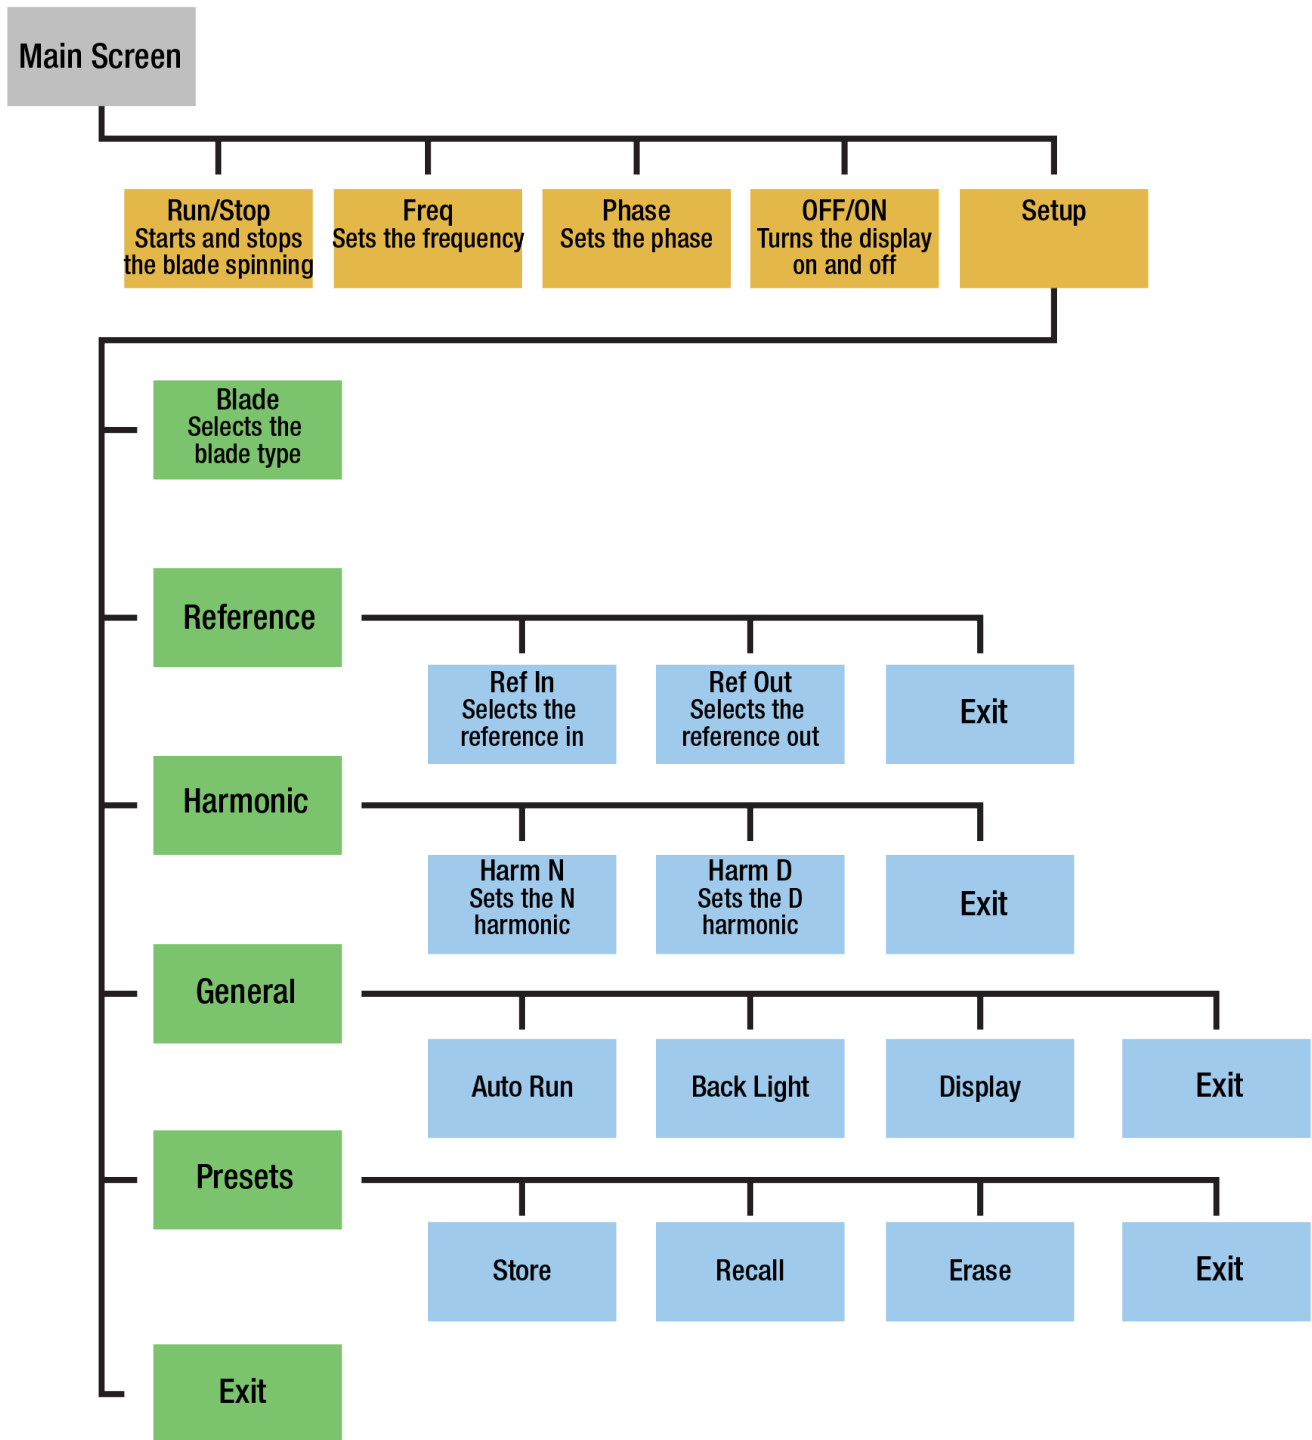 Main Screen
Run/Stop
Starts and stops
the blade spinning
Freq
Sets the frequency
Phase
Sets the phase
OFF/ON
Turns the display
on and off
Setup
Blade
Selects the
blade type
Reference
Ref In
Selects the
reference in
Ref Out
Selects the
reference out
Exit
Harmonic
Harm N
Sets the N
harmonic
Harm D
Sets the D
harmonic
Exit
General
Auto Run
Back Light
Display
Exit
Presets
Store
Recall
Erase
Exit
Exit